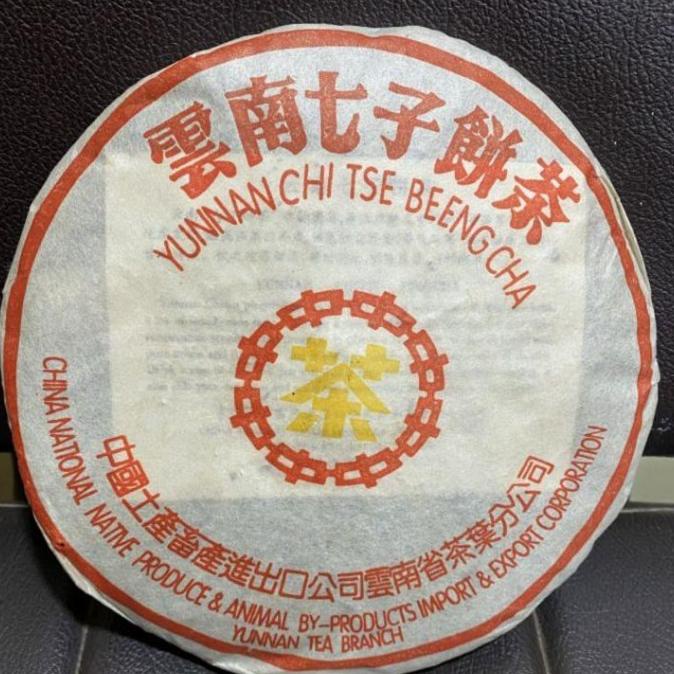 雲南七子餅茶
YUNNAN CHI TSE BEENG CHA
茶
中國土產畜產進出口公司雲南省茶葉分公司
CHINA NATIONAL NATIVE PRODUCE & ANIMAL BY-PRODUCTS IMPORT & EXPORT CORPORATION
YUNNAN TEA BRANCH